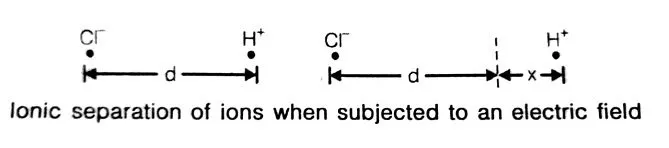 Cl⁻ H⁺ Cl⁻ H⁺
d d x
Ionic separation of ions when subjected to an electric field